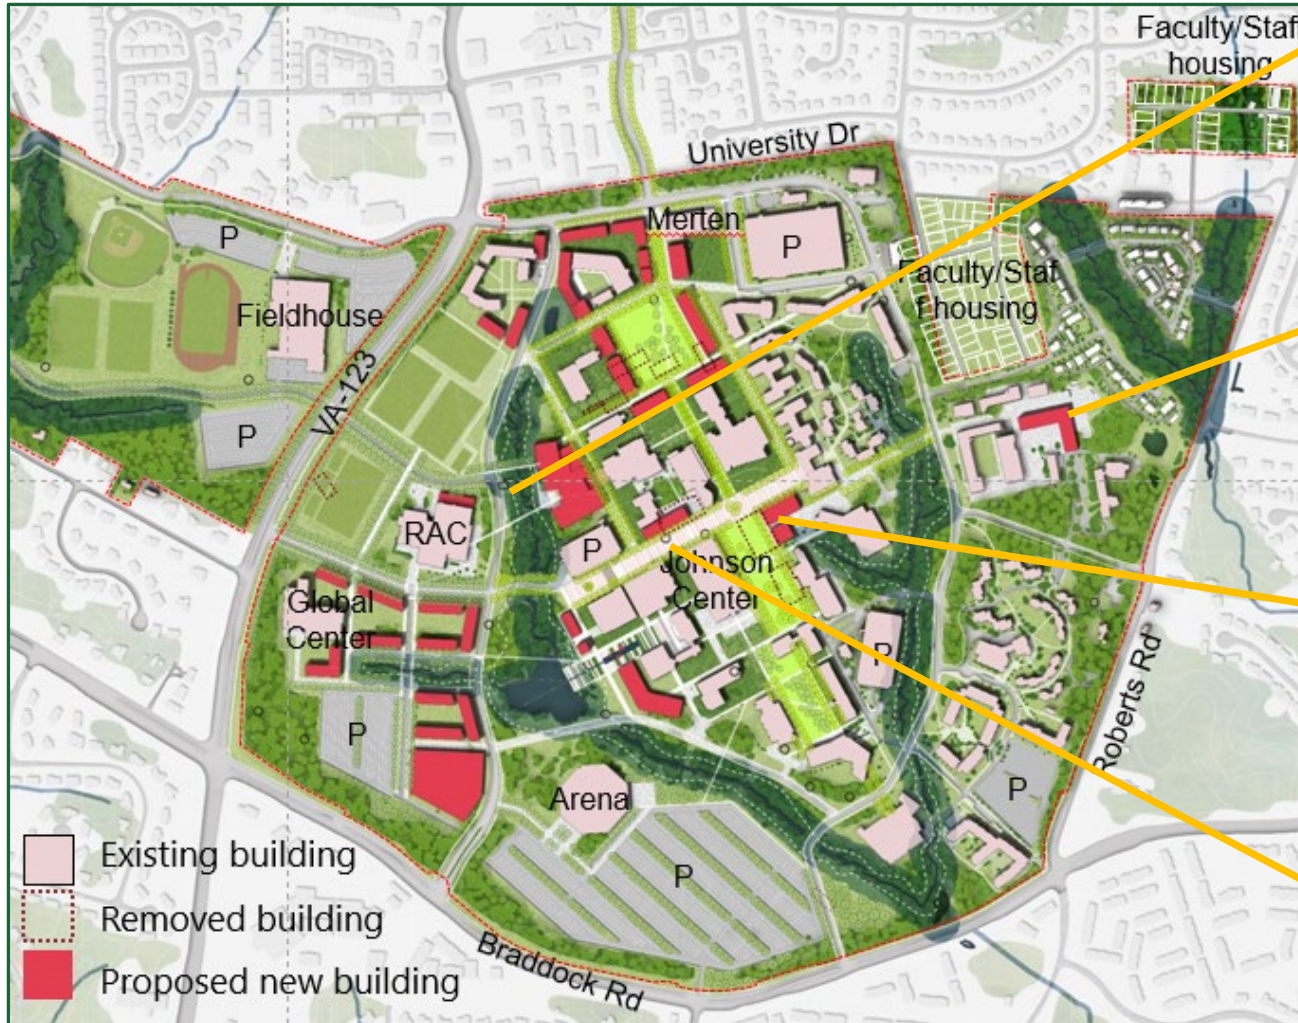 Faculty/Staff
housing
University Dr
Merten
P
P
Faculty/Staf
f housing
Fieldhouse
VA-123
P
RAC
P
Johnson
Center
Global
Center
P
P
Roberts Rd
Arena
P
P
Existing building
Removed building
Proposed new building
Braddock Rd